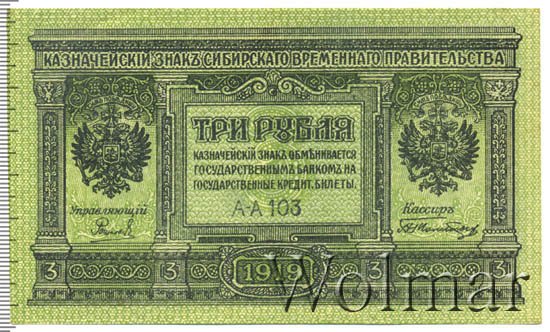 КАЗНАЧЕЙСКІЙ ЗНАКЪ СИБИРСКАГО ВРЕМЕННАГО ПРАВИТЕЛЬСТВА
ТРИ РУБЛЯ
КАЗНАЧЕЙСКІЙ ЗНАКЪ ОБМѢНИВАЕТСЯ
ГОСУДАРСТВЕННЫМЪ БАНКОМЪ НА
ГОСУДАРСТВЕННЫЕ КРЕДИТ. БИЛЕТЫ.
А-А 103
Управляющій
Кассиръ
3 3 1919 3 3
Wolmar